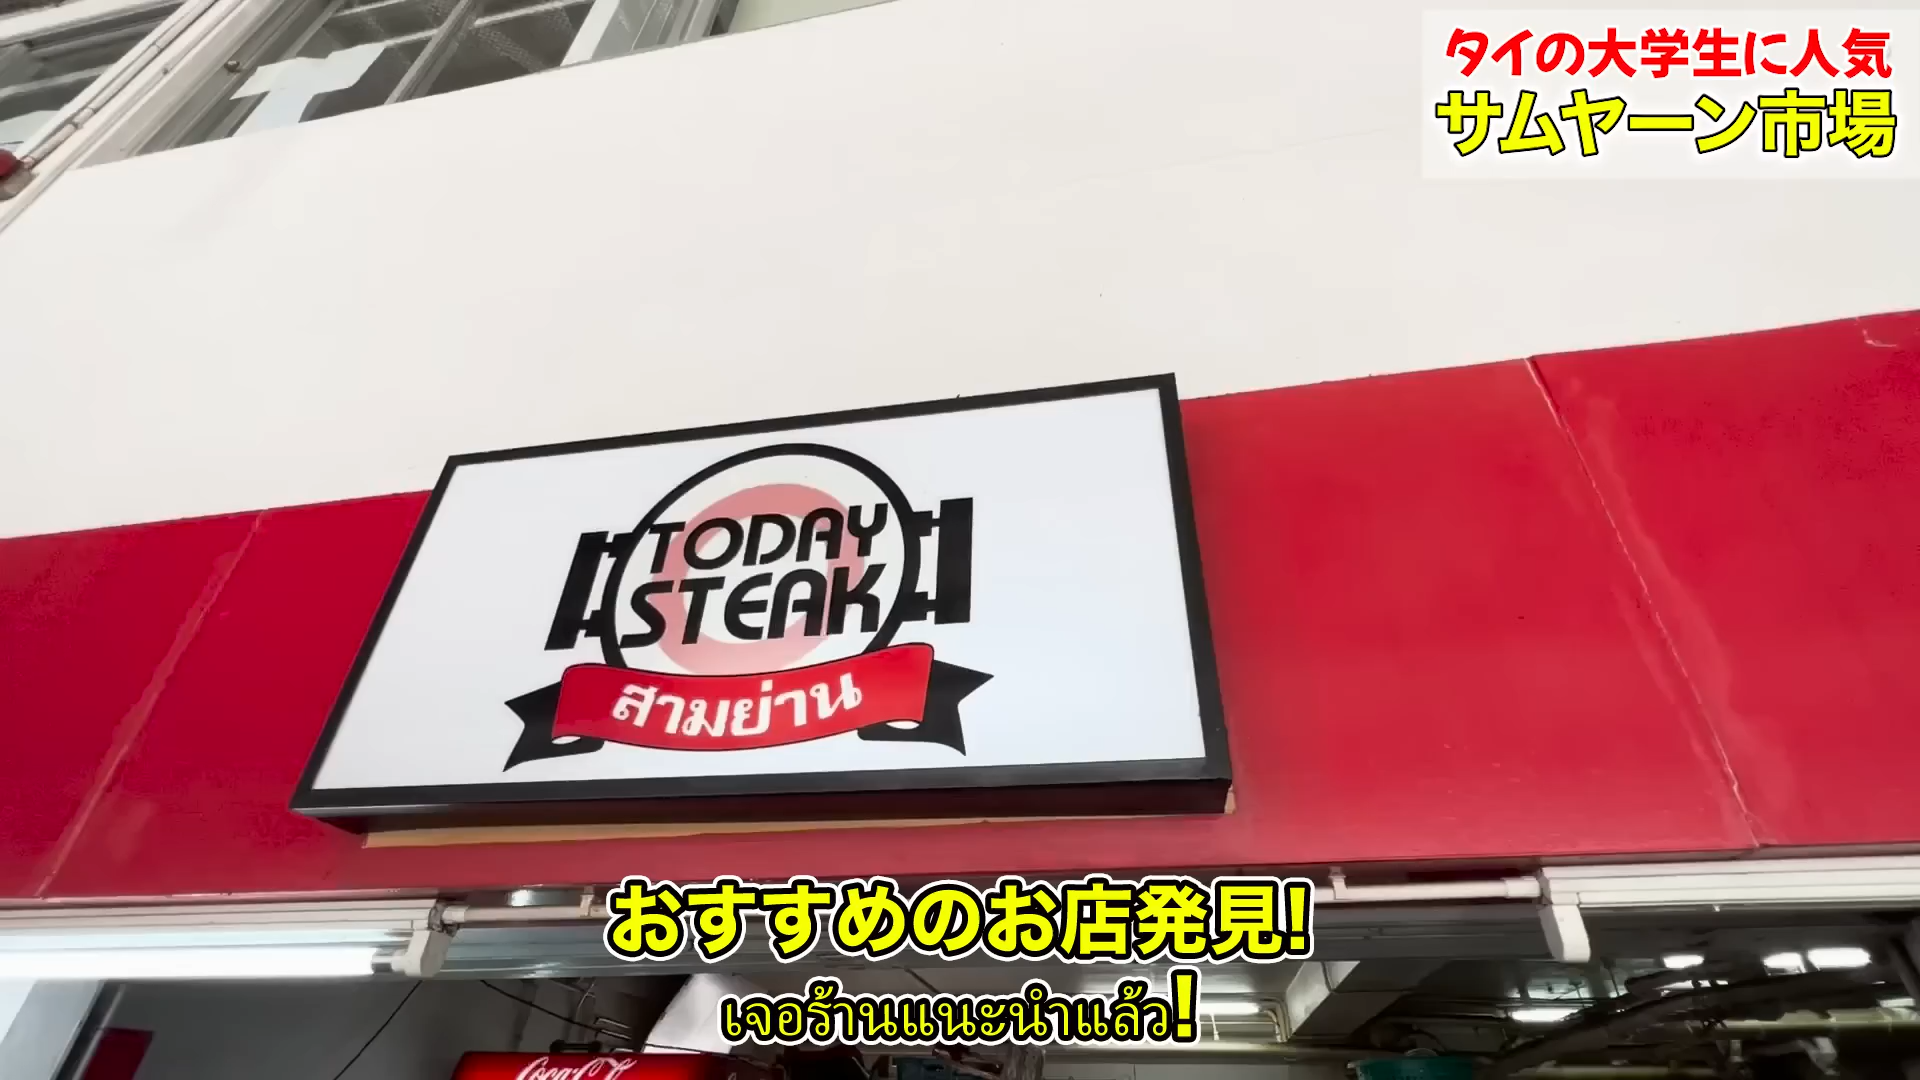 タイの大学生に人気
サムヤーン市場
TODAY
STEAK
สามย่าน
おすすめのお店発見!
เจอร้านแนะนำแล้ว!
Coca-Cola